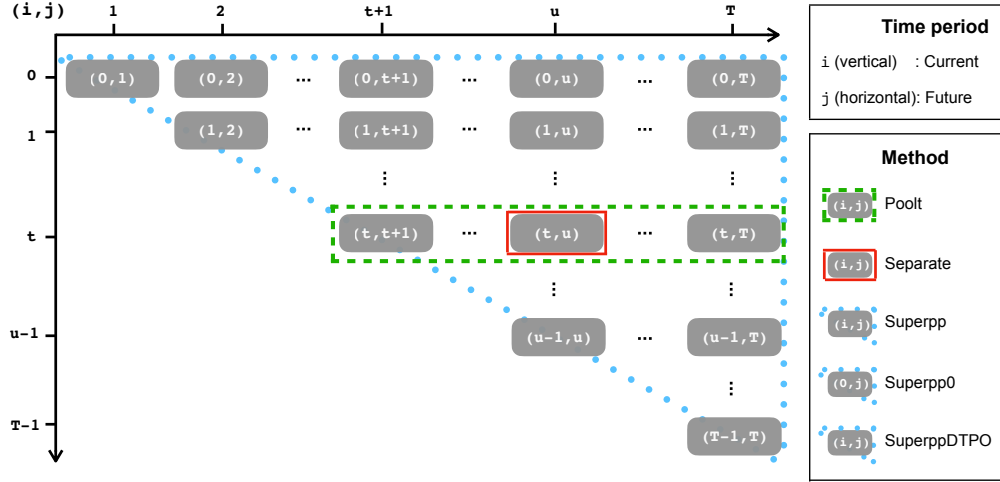 (i,j) 1 2 t+1 u T
0 (0,1) (0,2) ... (0,t+1) ... (0,u) ... (0,T)
1 (1,2) ... (1,t+1) ... (1,u) ... (1,T)
⋮ ⋮ ⋮
t (t,t+1) ... (t,u) ... (t,T)
⋮ ⋮
u-1 (u-1,u) ... (u-1,T)
⋮
T-1 (T-1,T)
Time period
i (vertical) : Current
j (horizontal): Future
Method
(i,j) Poolt
(i,j) Separate
(i,j) Superpp
(0,j) Superpp0
(i,j) SuperppDTPO